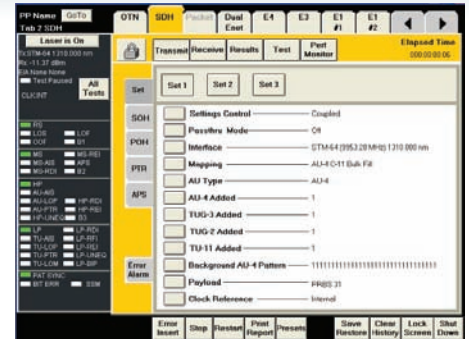 PP Name GoTo
Tab 2 SDH
OTN SDH Packet Dual Enet E4 E3 E1 #1 E1 #2
Laser is On
Tx:STM-64 1310.000 nm
Rx: -11.37 dBm
EIA None None
Test Paused
CLK:INT
All Tests
Transmit Receive Results Test Perf Monitor
Elapsed Time
000:00:00:06
Set
SOH
POH
PTR
APS
Error Alarm
Set 1 Set 2 Set 3
Settings Control Coupled
Passthru Mode Off
Interface STM-64 (9953.28 MHz) 1310.000 nm
Mapping AU-4 C-11 Bulk Fill
AU Type AU-4
AU-4 Added 1
TUG-3 Added 1
TUG-2 Added 1
TU-11 Added 1
Background AU-4 Pattern
Payload PRBS 31
Clock Reference Internal
RS
LOS LOF
OOF B1
MS MS-REI
MS-AIS APS
MS-RDI B2
HP
AU-AIS
AU-LOP HP-RDI
AU-PTR HP-REI
HP-UNEQ B3
LP LP-RDI
TU-AIS LP-RFI
TU-LOP LP-REI
TU-PTR LP-UNEQ
TU-LOM LP-BIP
PAT SYNC
BIT ERR SSM
Error Insert Stop Restart Print Report Presets Save Restore Clear History Lock Screen Shut Down